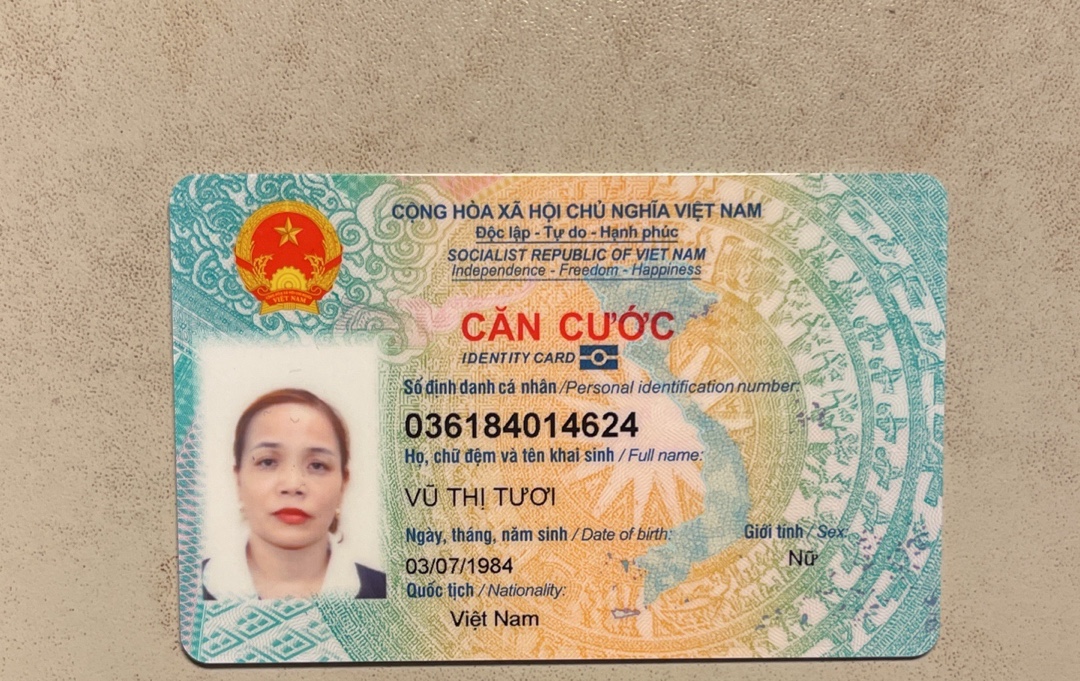 CỘNG HÒA XÃ HỘI CHỦ NGHĨA VIỆT NAM
Độc lập - Tự do - Hạnh phúc
SOCIALIST REPUBLIC OF VIET NAM
Independence - Freedom - Happiness
VIỆT NAM
CĂN CƯỚC
IDENTITY CARD
Số định danh cá nhân / Personal identification number:
036184014624
Họ, chữ đệm và tên khai sinh / Full name:
VŨ THỊ TƯƠI
Ngày, tháng, năm sinh / Date of birth: Giới tính / Sex:
03/07/1984 Nữ
Quốc tịch / Nationality:
Việt Nam